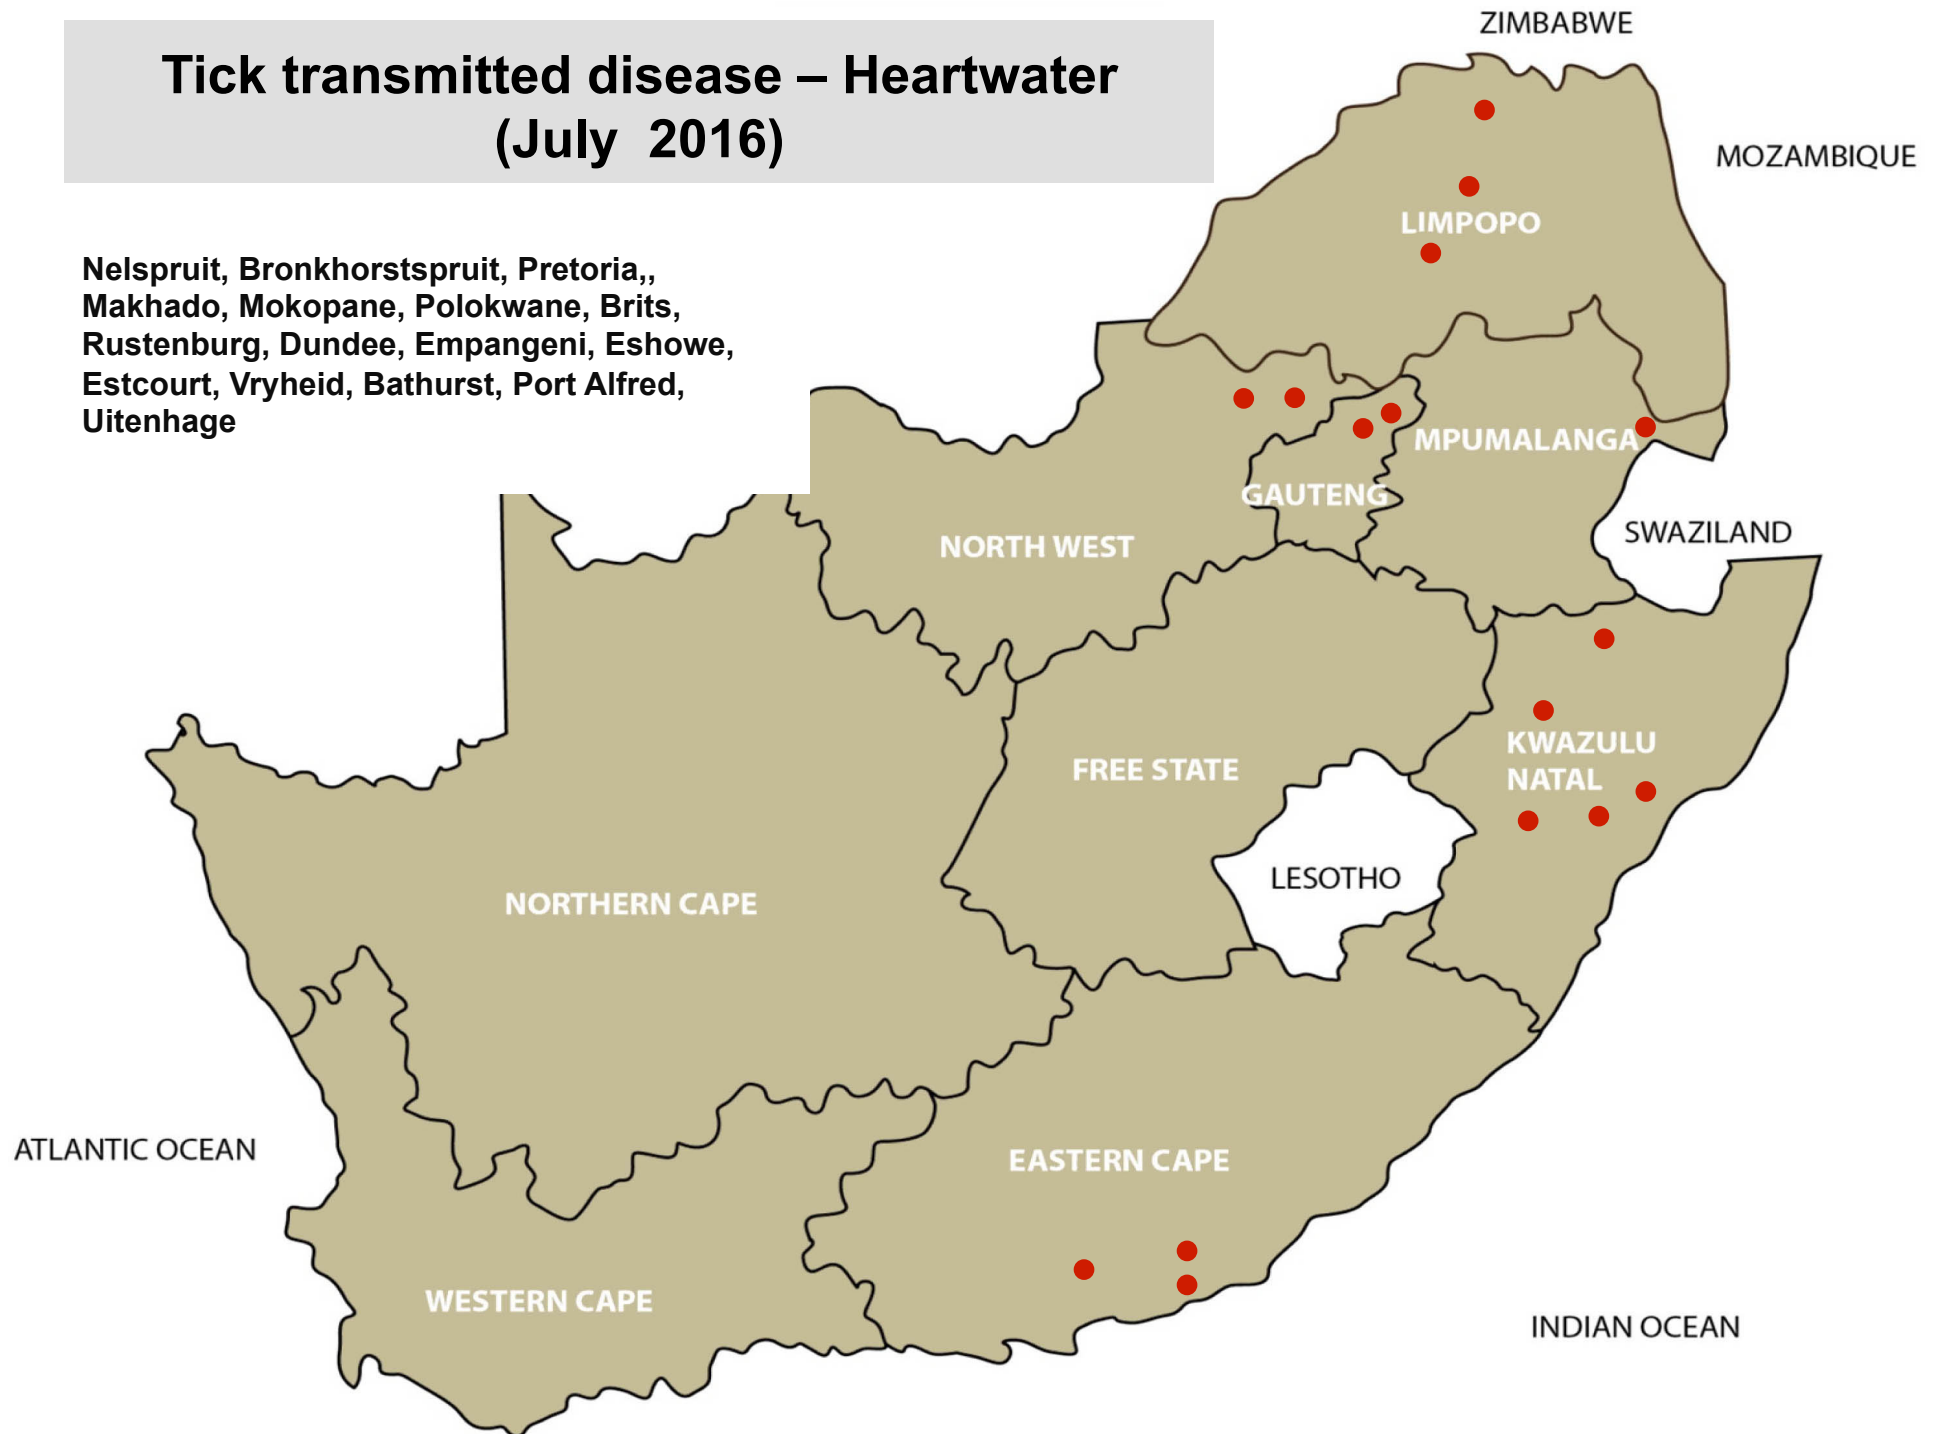 Tick transmitted disease – Heartwater
(July 2016)
Nelspruit, Bronkhorstspruit, Pretoria,,
Makhado, Mokopane, Polokwane, Brits,
Rustenburg, Dundee, Empangeni, Eshowe,
Estcourt, Vryheid, Bathurst, Port Alfred,
Uitenhage
ZIMBABWE
MOZAMBIQUE
LIMPOPO
MPUMALANGA
GAUTENG
SWAZILAND
NORTH WEST
KWAZULU
NATAL
FREE STATE
LESOTHO
NORTHERN CAPE
ATLANTIC OCEAN
EASTERN CAPE
WESTERN CAPE
INDIAN OCEAN